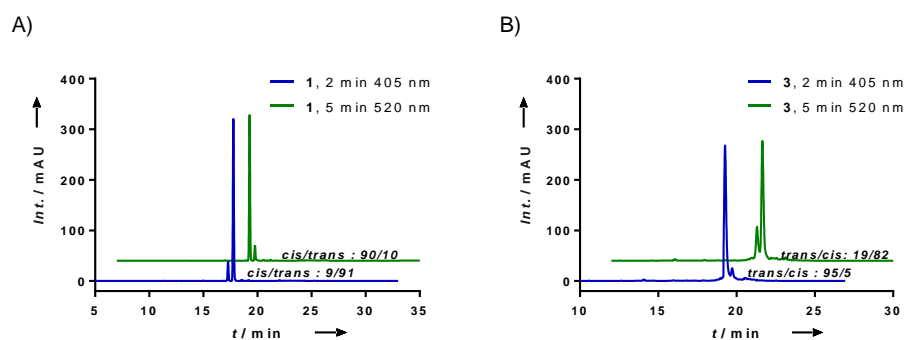 A)
400
300
200
100
0
Int. / mAU
1, 2 min 405 nm
1, 5 min 520 nm
cis/trans : 90/10
cis/trans : 9/91
5 10 15 20 25 30 35
t / min
B)
400
300
200
100
0
Int. / mAU
3, 2 min 405 nm
3, 5 min 520 nm
trans/cis: 19/82
trans/cis: 95/5
10 15 20 25 30
t / min